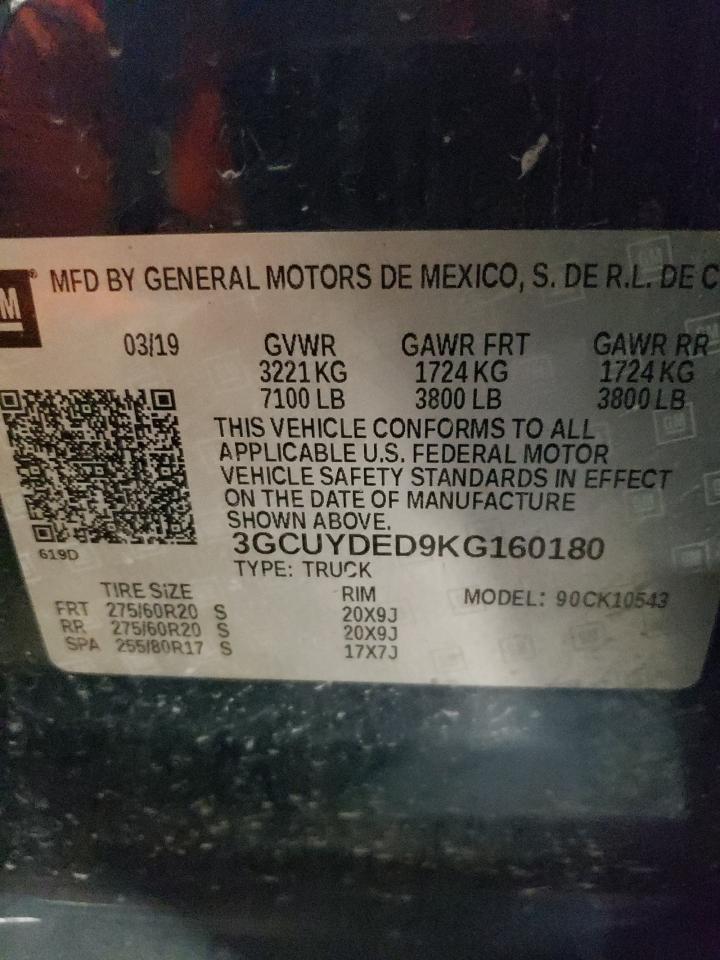 M®
MFD BY GENERAL MOTORS DE MEXICO, S. DE R.L. DE C
03/19 GVWR GAWR FRT GAWR RR
3221 KG 1724 KG 1724 KG
7100 LB 3800 LB 3800 LB
THIS VEHICLE CONFORMS TO ALL
APPLICABLE U.S. FEDERAL MOTOR
VEHICLE SAFETY STANDARDS IN EFFECT
ON THE DATE OF MANUFACTURE
SHOWN ABOVE.
3GCUYDED9KG160180
619D
TYPE: TRUCK
TIRE SIZE RIM MODEL: 90CK10543
FRT 275/60R20 S 20X9J
RR 275/60R20 S 20X9J
SPA 255/80R17 S 17X7J